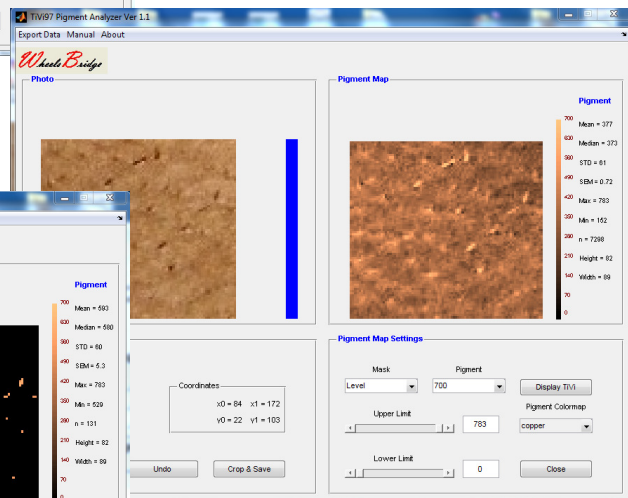 TiVi97 Pigment Analyzer Ver 1.1
Export Data Manual About
WheelsBridge
Photo
Pigment Map
Pigment
700
630
560
490
420
350
280
210
140
70
0
Mean = 377
Median = 373
STD = 61
SEM = 0.72
Max = 783
Min = 152
n = 7298
Height = 82
Width = 89
Pigment
700
630
560
490
420
350
280
210
140
70
0
Mean = 593
Median = 580
STD = 60
SEM = 5.3
Max = 783
Min = 529
n = 131
Height = 82
Width = 89
Coordinates
x0 = 84 x1 = 172
y0 = 22 y1 = 103
Undo
Crop & Save
Pigment Map Settings
Mask
Pigment
Level
700
Display TiVi
Upper Limit
783
Pigment Colormap
copper
Lower Limit
0
Close